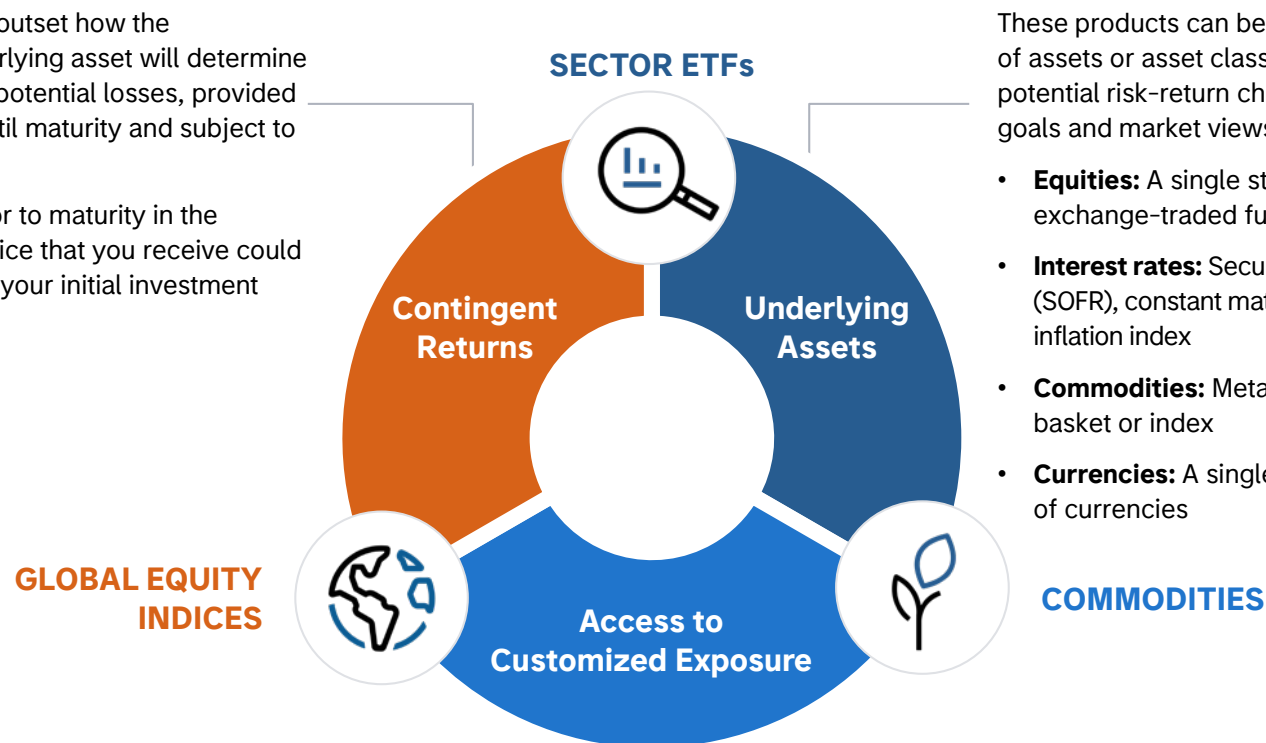 outset how the
rlying asset will determine
potential losses, provided
til maturity and subject to
or to maturity in the
ice that you receive could
your initial investment
SECTOR ETFs
These products can be
of assets or asset class
potential risk-return ch
goals and market views
• Equities: A single st
exchange-traded fu
• Interest rates: Secu
(SOFR), constant mat
inflation index
• Commodities: Meta
basket or index
• Currencies: A single
of currencies
Contingent
Returns
Underlying
Assets
GLOBAL EQUITY
INDICES
Access to
Customized Exposure
COMMODITIES